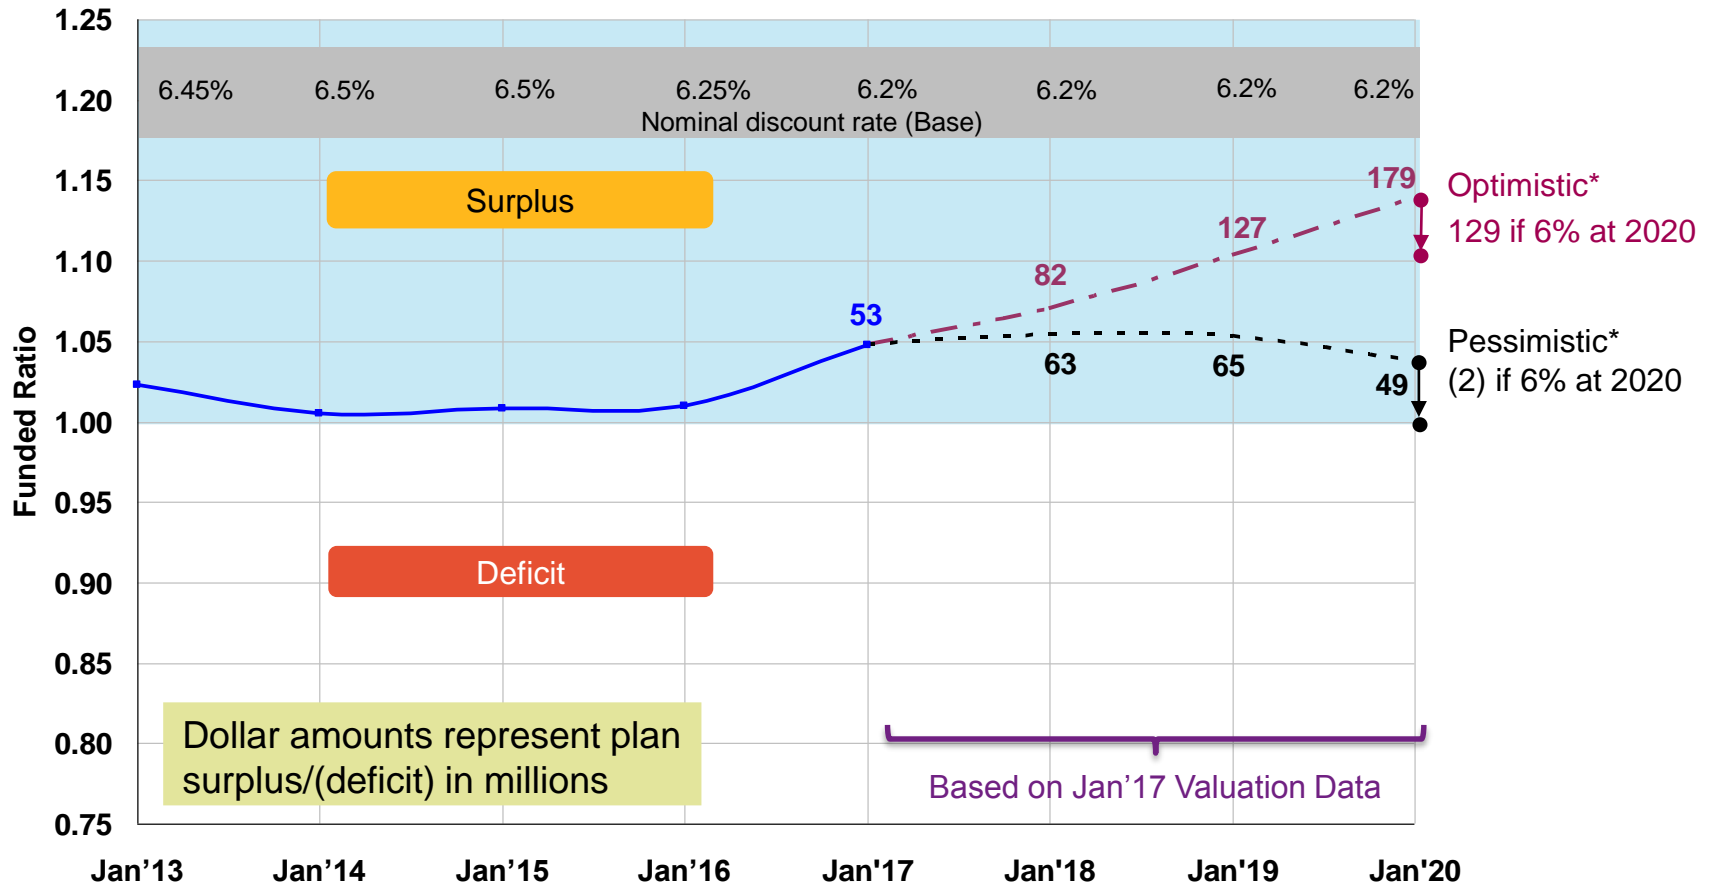 1.25
1.20
1.15
1.10
1.05
1.00
0.95
0.90
0.85
0.80
0.75
Funded Ratio
6.45% 6.5% 6.5% 6.25% 6.2% 6.2% 6.2% 6.2%
Nominal discount rate (Base)
Surplus
Deficit
53
82
127
179
63
65
49
Optimistic*
129 if 6% at 2020
Pessimistic*
(2) if 6% at 2020
Dollar amounts represent plan
surplus/(deficit) in millions
Based on Jan’17 Valuation Data
Jan’13 Jan’14 Jan’15 Jan’16 Jan'17 Jan'18 Jan'19 Jan'20